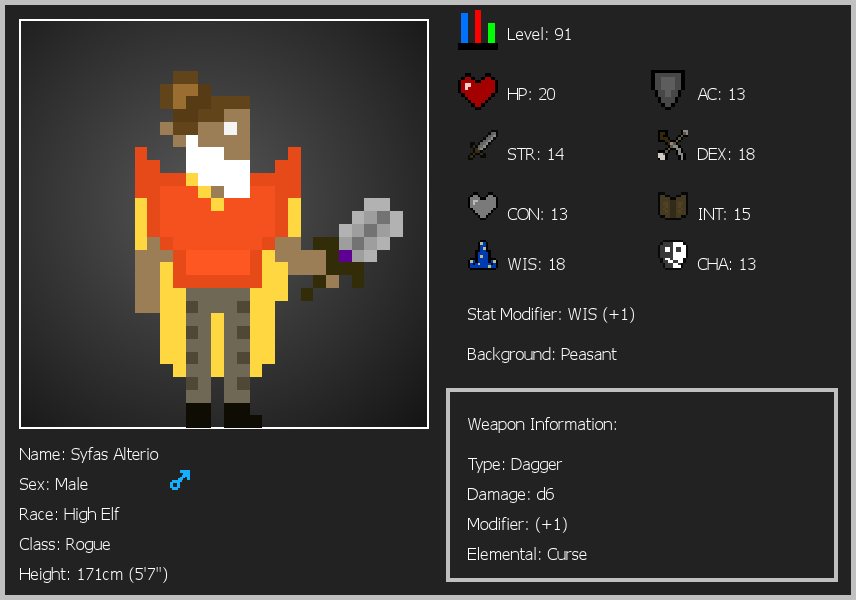 Level: 91
HP: 20
AC: 13
STR: 14
DEX: 18
CON: 13
INT: 15
WIS: 18
CHA: 13
Stat Modifier: WIS (+1)
Background: Peasant
Weapon Information:
Type: Dagger
Damage: d6
Modifier: (+1)
Elemental: Curse
Name: Syfas Alterio
Sex: Male
Race: High Elf
Class: Rogue
Height: 171cm (5'7")